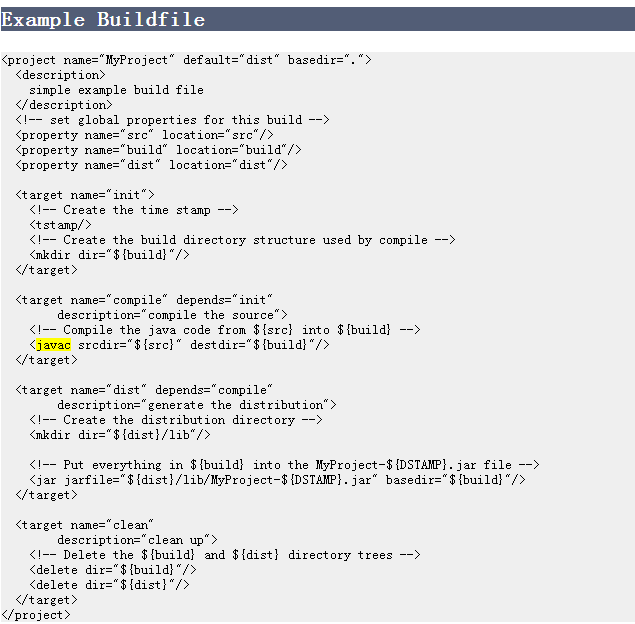 Example Buildfile
<project name="MyProject" default="dist" basedir=".">
  <description>
    simple example build file
  </description>
  <!-- set global properties for this build -->
  <property name="src" location="src"/>
  <property name="build" location="build"/>
  <property name="dist" location="dist"/>

  <target name="init">
    <!-- Create the time stamp -->
    <tstamp/>
    <!-- Create the build directory structure used by compile -->
    <mkdir dir="${build}"/>
  </target>

  <target name="compile" depends="init"
        description="compile the source">
    <!-- Compile the java code from ${src} into ${build} -->
    <javac srcdir="${src}" destdir="${build}"/>
  </target>

  <target name="dist" depends="compile"
        description="generate the distribution">
    <!-- Create the distribution directory -->
    <mkdir dir="${dist}/lib"/>

    <!-- Put everything in ${build} into the MyProject-${DSTAMP}.jar file -->
    <jar jarfile="${dist}/lib/MyProject-${DSTAMP}.jar" basedir="${build}"/>
  </target>

  <target name="clean"
        description="clean up">
    <!-- Delete the ${build} and ${dist} directory trees -->
    <delete dir="${build}"/>
    <delete dir="${dist}"/>
  </target>
</project>